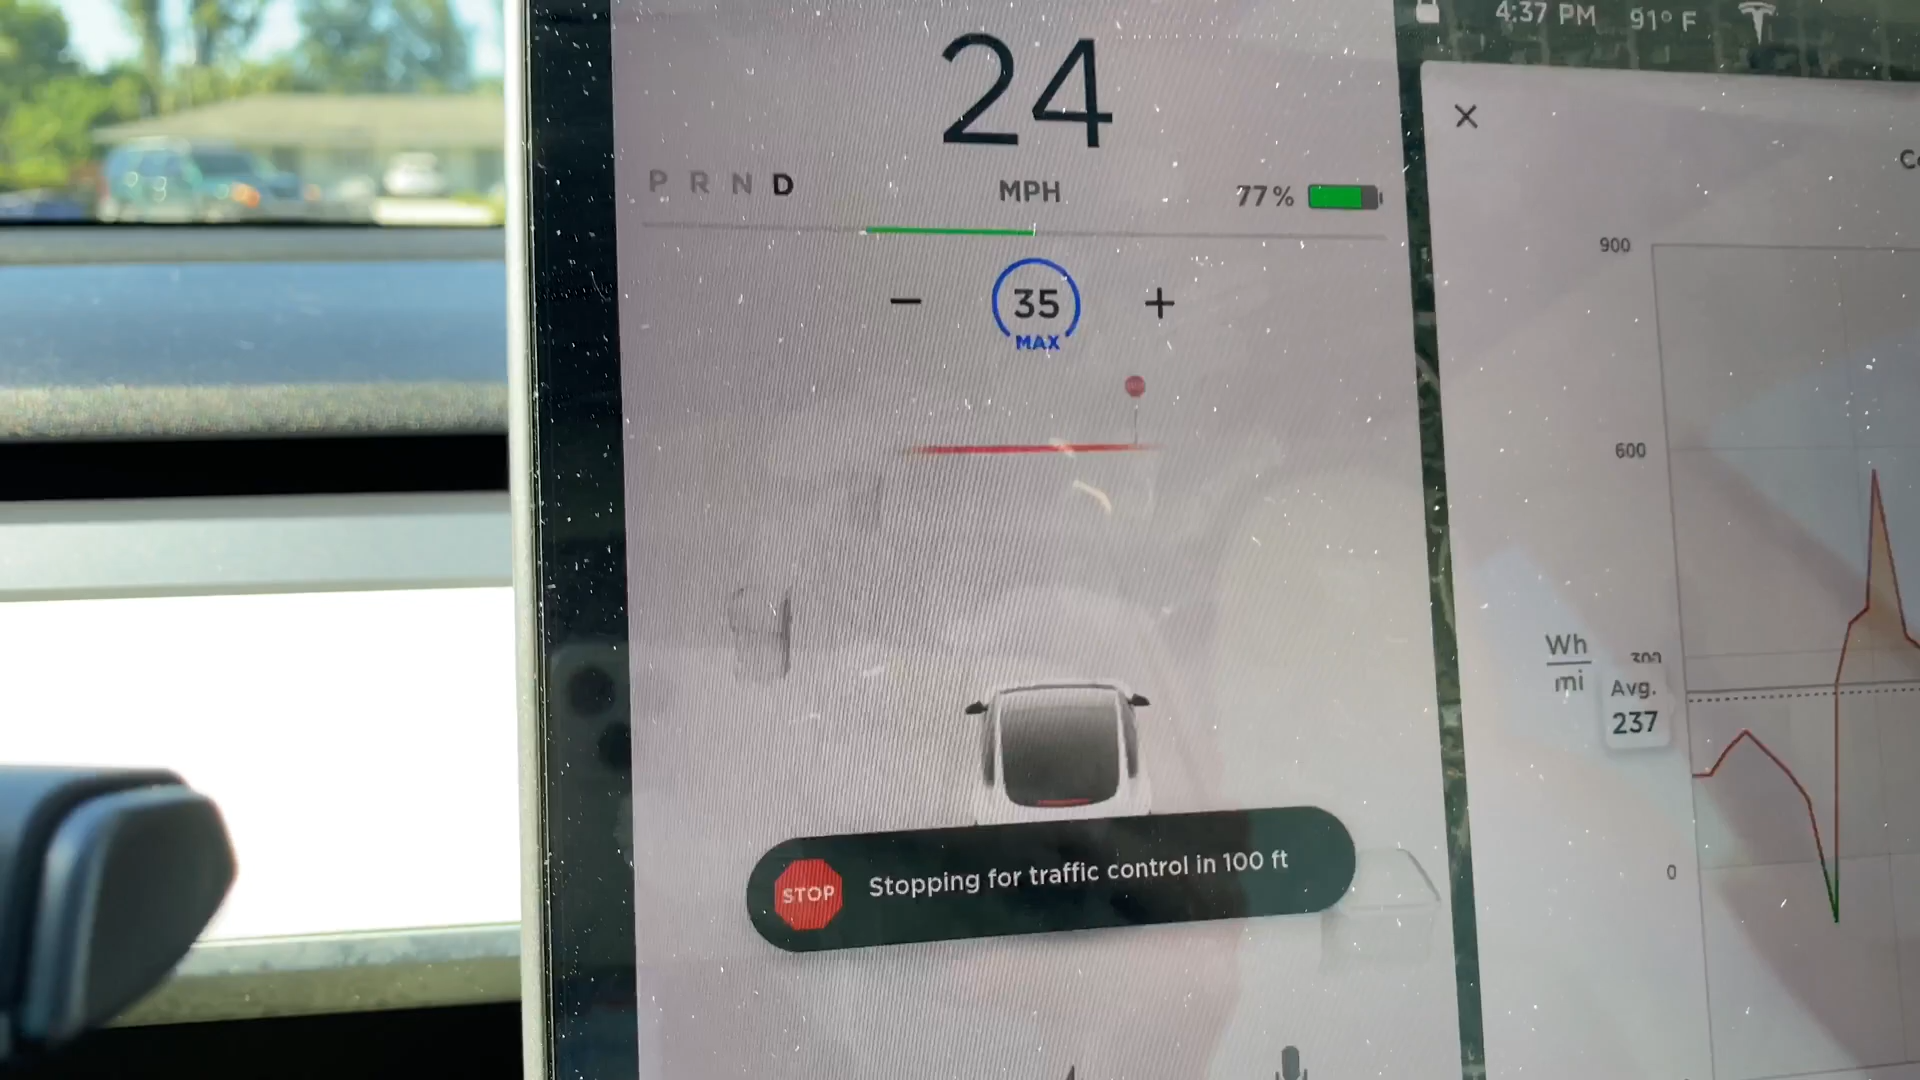 24
MPH
P R N D
77%
35
MAX
STOP
Stopping for traffic control in 100 ft
4:37 PM 91° F
900
600
300
0
Wh
mi
Avg.
237